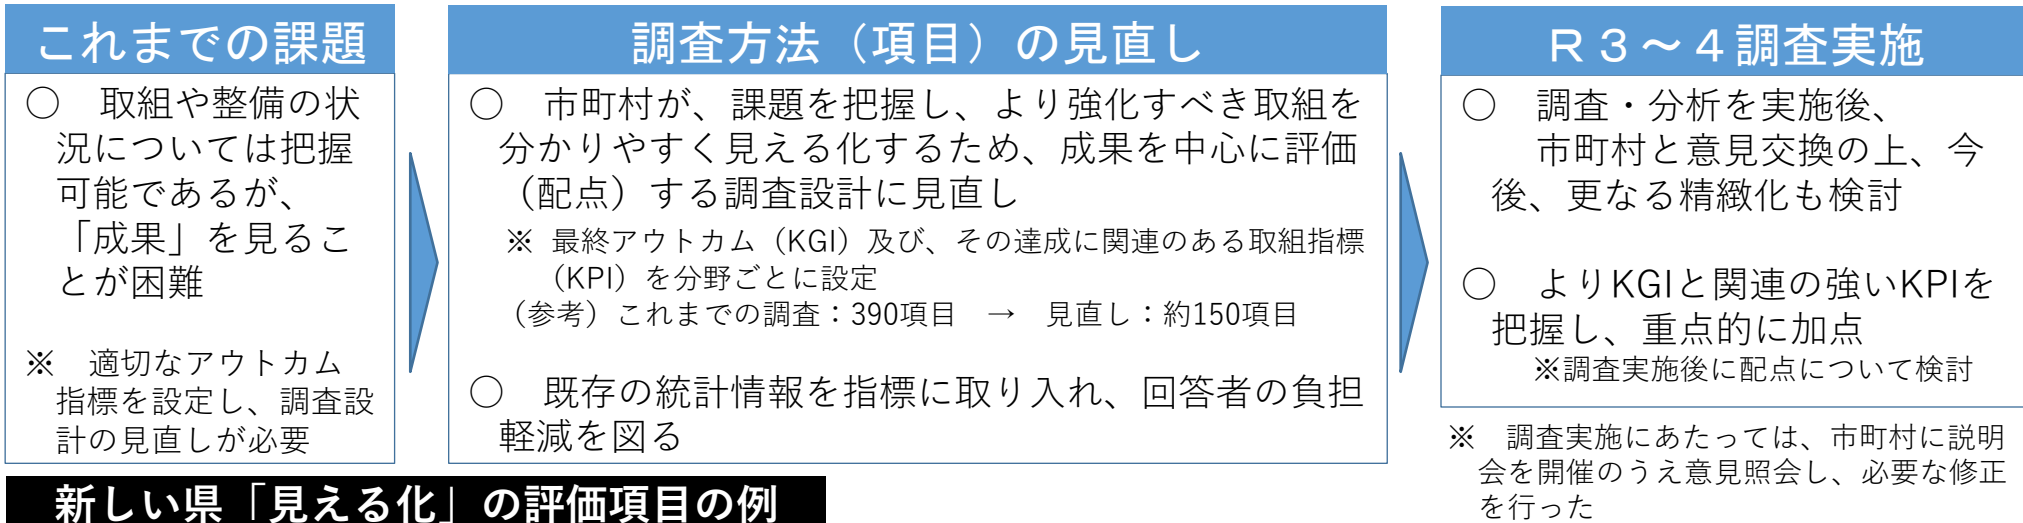 これまでの課題
○　取組や整備の状
況については把握
可能であるが、
「成果」を見るこ
とが困難
※　適切なアウトカム
指標を設定し、調査設
計の見直しが必要
調査方法（項目）の見直し
○　市町村が、課題を把握し、より強化すべき取組を
分かりやすく見える化するため、成果を中心に評価
（配点）する調査設計に見直し
※ 最終アウトカム（KGI）及び、その達成に関連のある取組指標
（KPI）を分野ごとに設定
（参考）これまでの調査：390項目　→　見直し：約150項目
○　既存の統計情報を指標に取り入れ、回答者の負担
軽減を図る
Ｒ３～４調査実施
○　調査・分析を実施後、
市町村と意見交換の上、今
後、更なる精緻化も検討
○　よりKGIと関連の強いKPIを
把握し、重点的に加点
※調査実施後に配点について検討
※　調査実施にあたっては、市町村に説明
会を開催のうえ意見照会し、必要な修正
を行った
新しい県「見える化」の評価項目の例